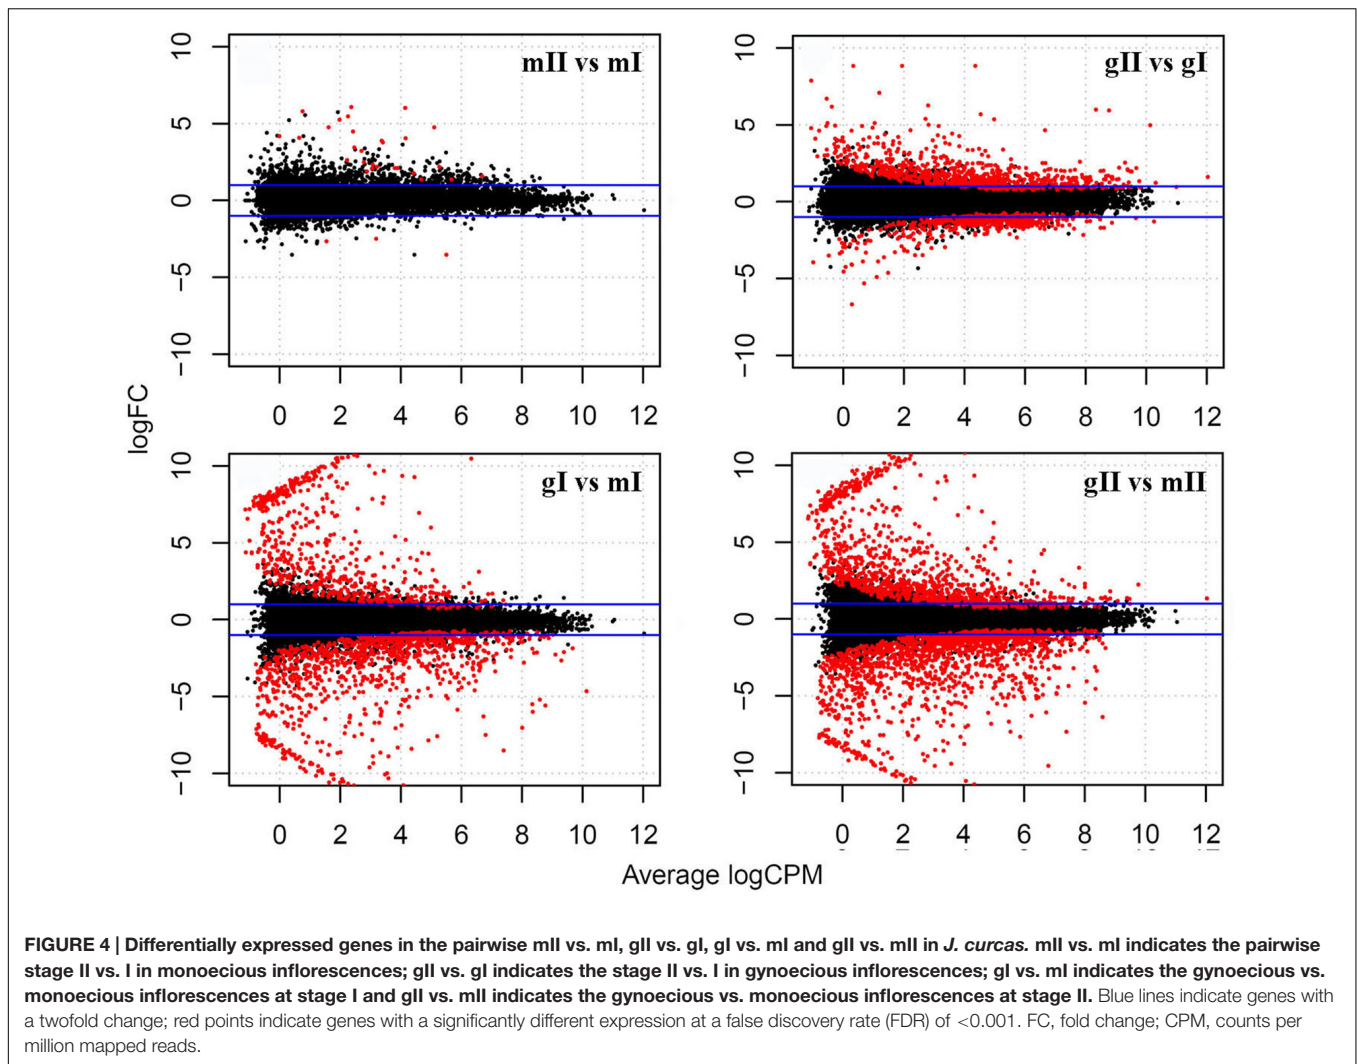 10
5
0
−5
−10
mII vs mI
0 2 4 6 8 10 12
10
5
0
−5
−10
gII vs gI
0 2 4 6 8 10 12
logFC
10
5
0
−5
−10
gI vs mI
0 2 4 6 8 10 12
10
5
0
−5
−10
gII vs mII
0 2 4 6 8 10 12
Average logCPM
FIGURE 4 | Differentially expressed genes in the pairwise mII vs. mI, gII vs. gI, gI vs. mI and gII vs. mII in J. curcas. mII vs. mI indicates the pairwise
stage II vs. I in monoecious inflorescences; gII vs. gI indicates the stage II vs. I in gynoecious inflorescences; gI vs. mI indicates the gynoecious vs.
monoecious inflorescences at stage I and gII vs. mII indicates the gynoecious vs. monoecious inflorescences at stage II. Blue lines indicate genes with
a twofold change; red points indicate genes with a significantly different expression at a false discovery rate (FDR) of <0.001. FC, fold change; CPM, counts per
million mapped reads.